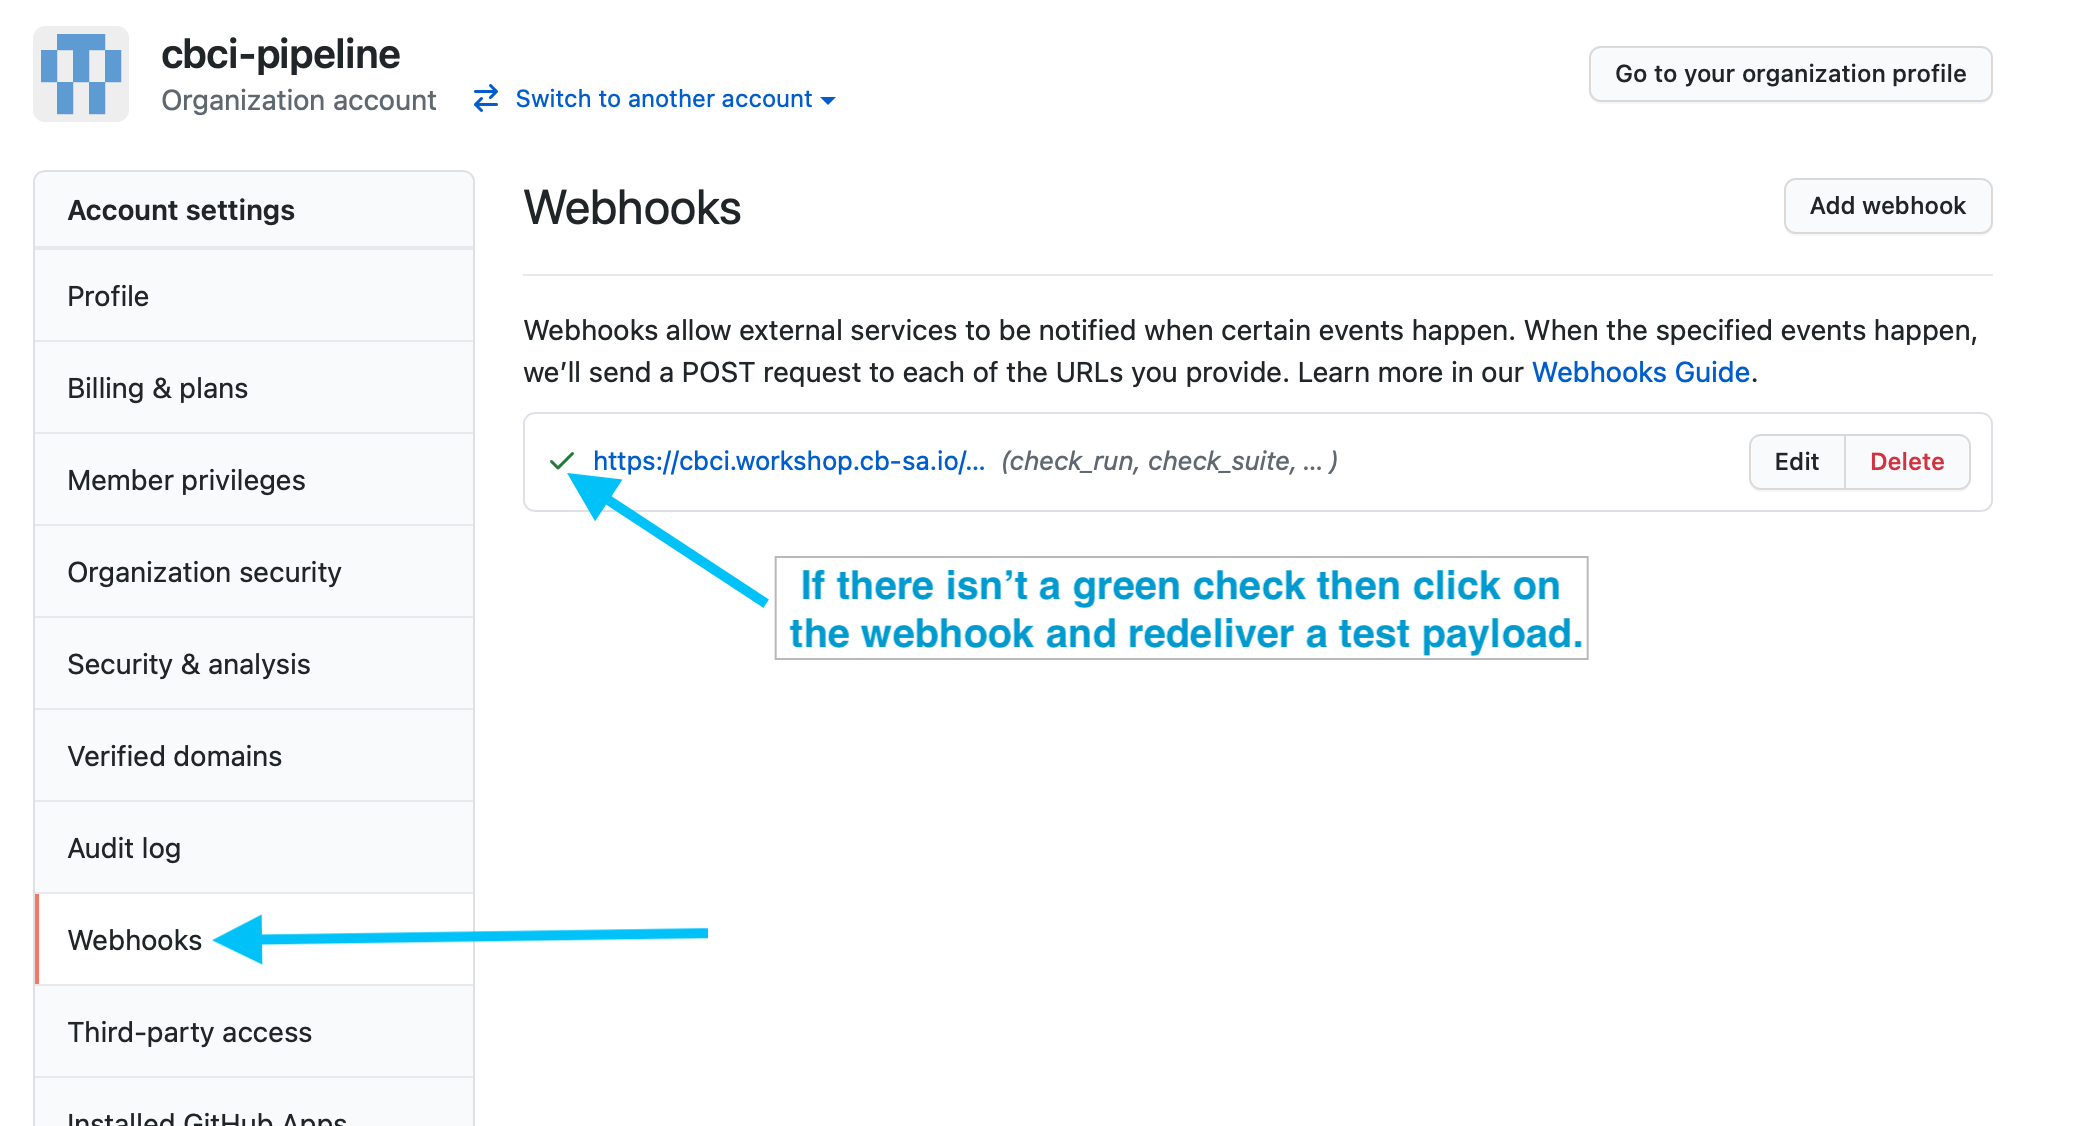 cbci-pipeline
Organization account
Switch to another account
Go to your organization profile
Account settings
Profile
Billing & plans
Member privileges
Organization security
Security & analysis
Verified domains
Audit log
Webhooks
Third-party access
Installed GitHub Apps
Webhooks
Add webhook
Webhooks allow external services to be notified when certain events happen. When the specified events happen,
we’ll send a POST request to each of the URLs you provide. Learn more in our Webhooks Guide.
https://cbci.workshop.cb-sa.io/... (check_run, check_suite, ... )
Edit
Delete
If there isn’t a green check then click on
the webhook and redeliver a test payload.